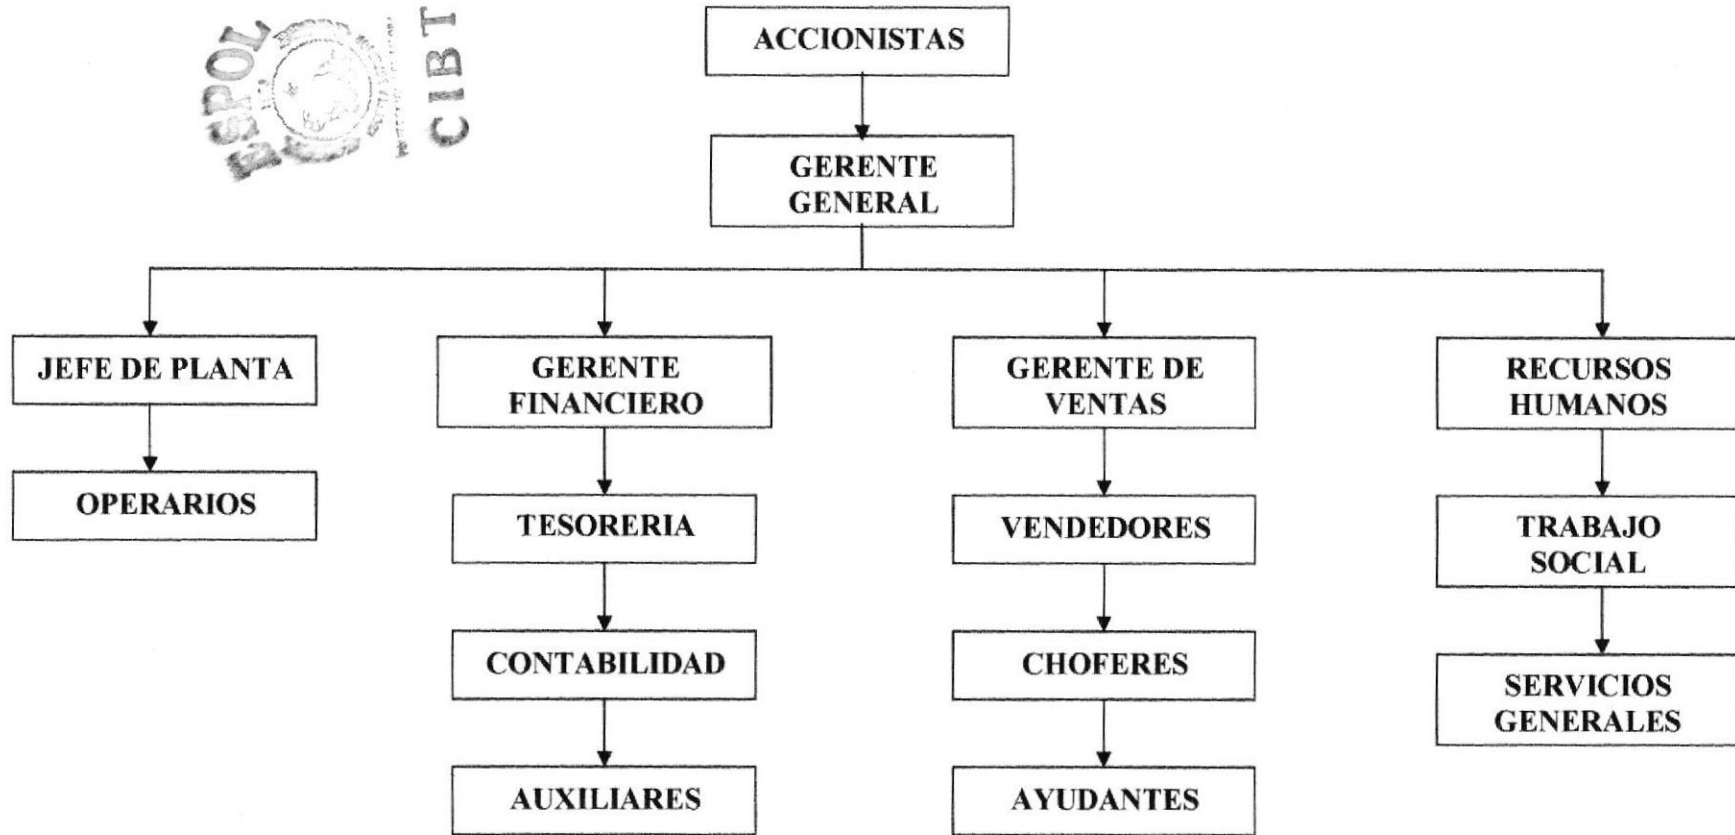 ESPOL
CIBT
ACCIONISTAS
GERENTE
GENERAL
JEFE DE PLANTA
GERENTE
FINANCIERO
GERENTE DE
VENTAS
RECURSOS
HUMANOS
OPERARIOS
TESORERIA
VENDEDORES
TRABAJO
SOCIAL
CONTABILIDAD
CHOFERES
SERVICIOS
GENERALES
AUXILIARES
AYUDANTES